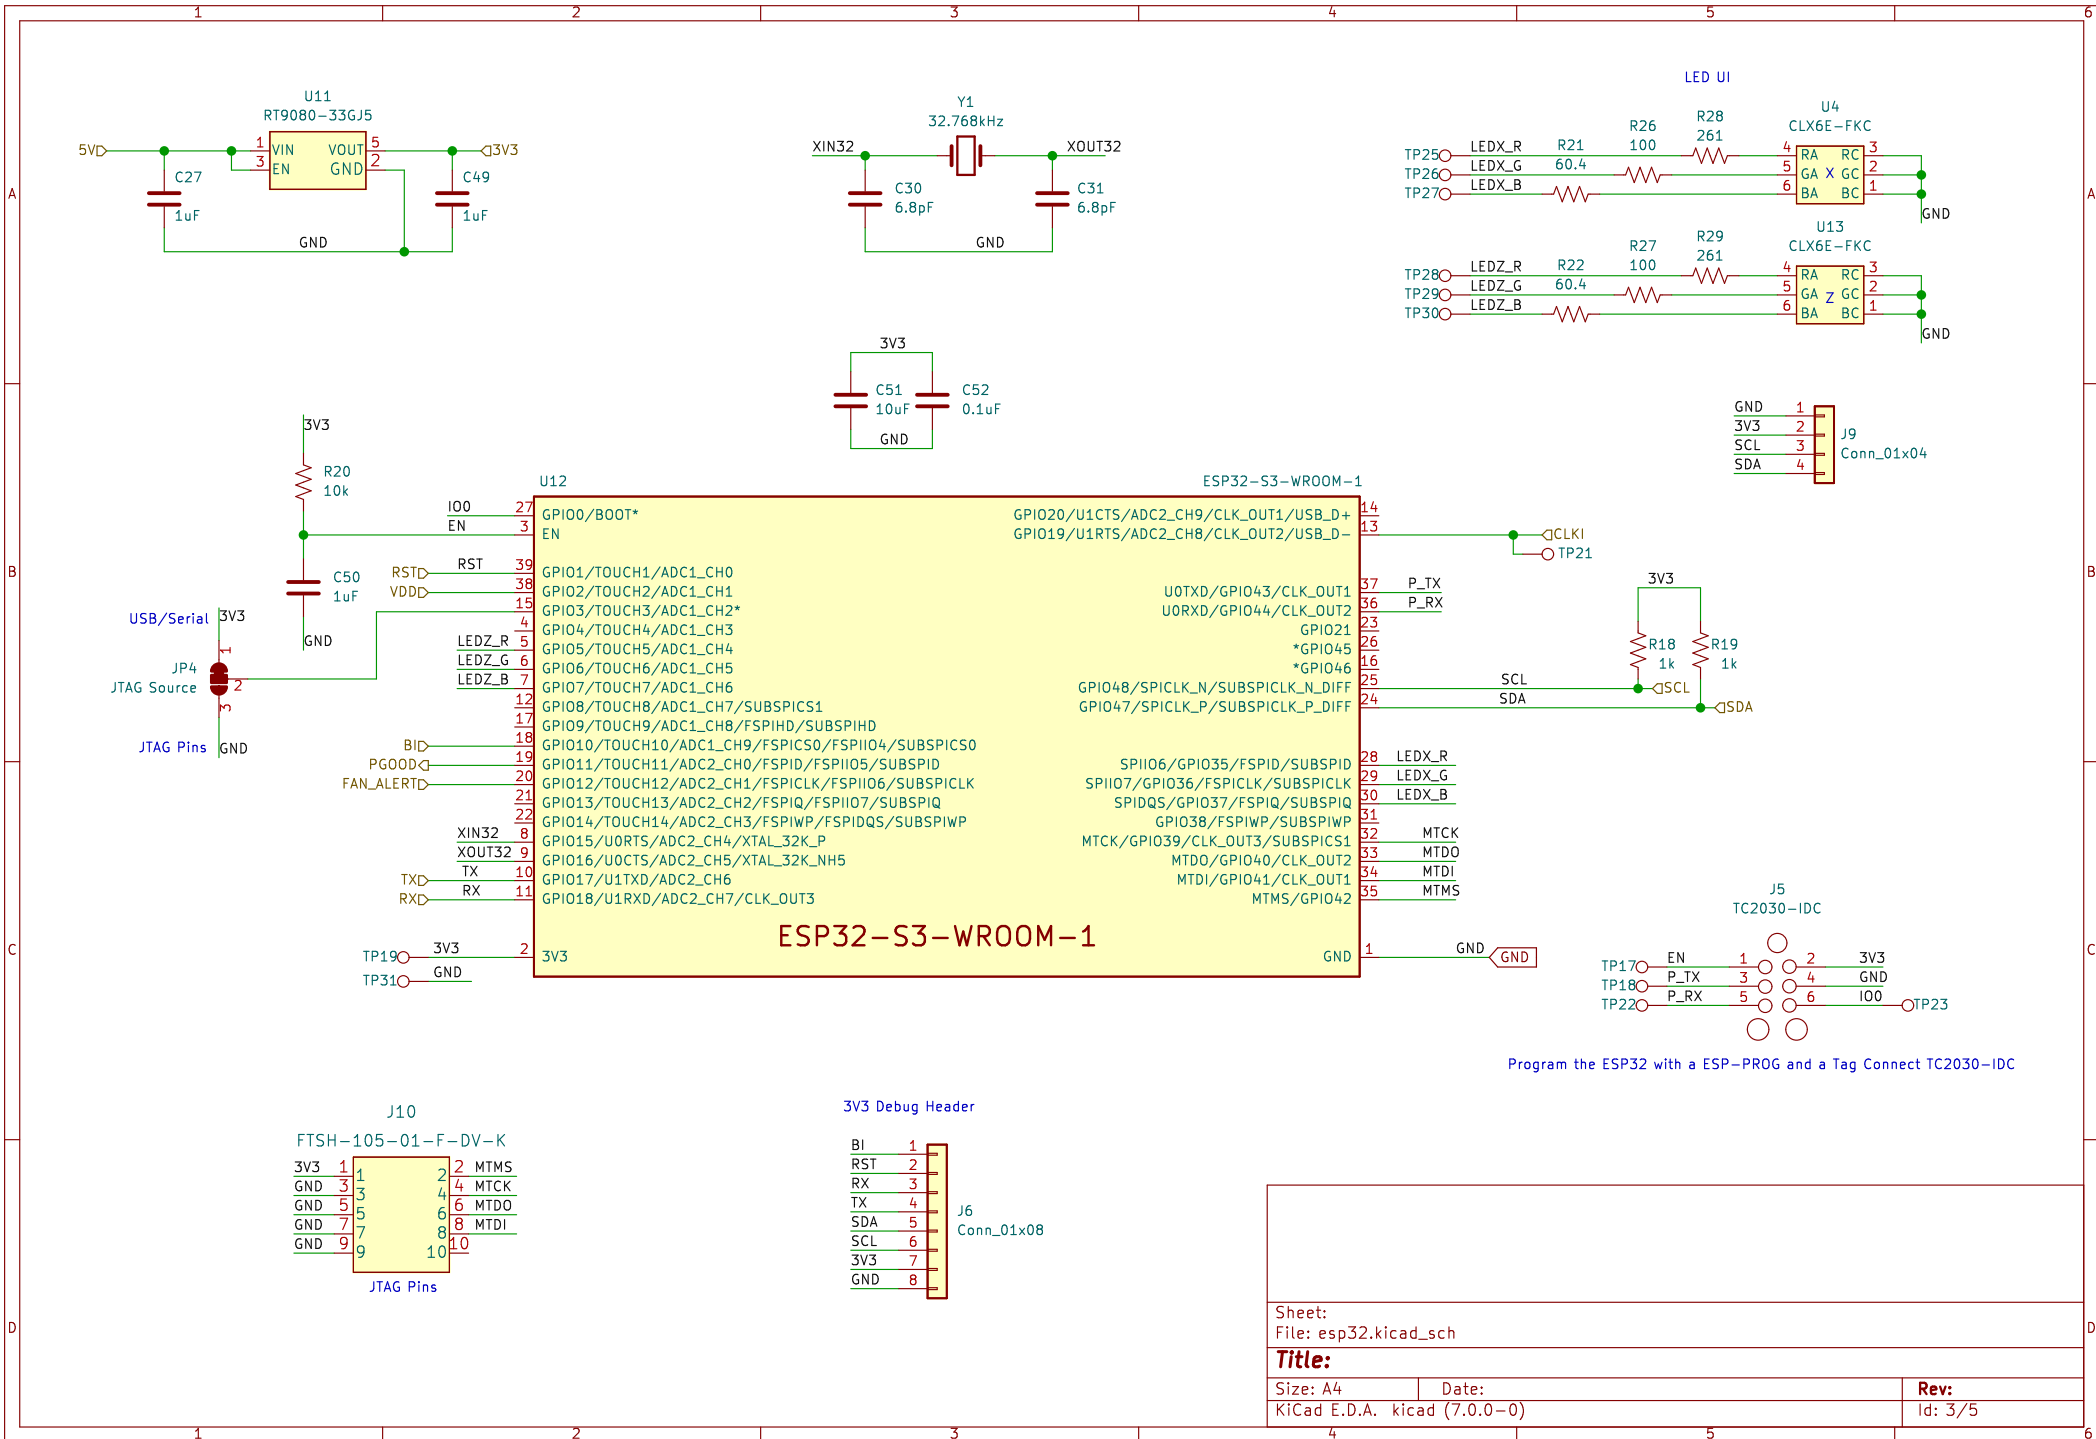 1 2 3 4 5 6
A
B
C
D
A
B
C
D
U11
RT9080-33GJ5
5V
1 VIN
3 EN
VOUT 5
GND 2
3V3
C27
1uF
C49
1uF
GND
Y1
32.768kHz
XIN32
XOUT32
C30
6.8pF
C31
6.8pF
GND
LED UI
U4
CLX6E-FKC
R28
261
R26
100
R21
60.4
TP25 LEDX_R
TP26 LEDX_G
TP27 LEDX_B
4 RA RC 3
5 GA X GC 2
6 BA BC 1
GND
U13
CLX6E-FKC
R29
261
R27
100
R22
60.4
TP28 LEDZ_R
TP29 LEDZ_G
TP30 LEDZ_B
4 RA RC 3
5 GA Z GC 2
6 BA BC 1
GND
3V3
C51
10uF
C52
0.1uF
GND
GND 1
3V3 2
SCL 3
SDA 4
J9
Conn_01x04
3V3
R20
10k
C50
1uF
GND
USB/Serial
3V3
1
JP4
JTAG Source
2
3
JTAG Pins
GND
U12
ESP32-S3-WROOM-1
IO0 27 GPIO0/BOOT*
EN 3 EN
RST RST 39 GPIO1/TOUCH1/ADC1_CH0
VDD 38 GPIO2/TOUCH2/ADC1_CH1
15 GPIO3/TOUCH3/ADC1_CH2*
4 GPIO4/TOUCH4/ADC1_CH3
LEDZ_R 5 GPIO5/TOUCH5/ADC1_CH4
LEDZ_G 6 GPIO6/TOUCH6/ADC1_CH5
LEDZ_B 7 GPIO7/TOUCH7/ADC1_CH6
12 GPIO8/TOUCH8/ADC1_CH7/SUBSPICS1
17 GPIO9/TOUCH9/ADC1_CH8/FSPIHD/SUBSPIHD
BI 18 GPIO10/TOUCH10/ADC1_CH9/FSPICS0/FSPIIO4/SUBSPICS0
PGOOD 19 GPIO11/TOUCH11/ADC2_CH0/FSPID/FSPIIO5/SUBSPID
FAN_ALERT 20 GPIO12/TOUCH12/ADC2_CH1/FSPICLK/FSPIIO6/SUBSPICLK
21 GPIO13/TOUCH13/ADC2_CH2/FSPIQ/FSPIIO7/SUBSPIQ
22 GPIO14/TOUCH14/ADC2_CH3/FSPIWP/FSPIDQS/SUBSPIWP
XIN32 8 GPIO15/U0RTS/ADC2_CH4/XTAL_32K_P
XOUT32 9 GPIO16/U0CTS/ADC2_CH5/XTAL_32K_NH5
TX TX 10 GPIO17/U1TXD/ADC2_CH6
RX RX 11 GPIO18/U1RXD/ADC2_CH7/CLK_OUT3
TP19 3V3 2 3V3
TP31 GND
ESP32-S3-WROOM-1
GPIO20/U1CTS/ADC2_CH9/CLK_OUT1/USB_D+ 14
GPIO19/U1RTS/ADC2_CH8/CLK_OUT2/USB_D- 13
CLKI
TP21
U0TXD/GPIO43/CLK_OUT1 37 P_TX
U0RXD/GPIO44/CLK_OUT2 36 P_RX
GPIO21 23
*GPIO45 26
*GPIO46 16
GPIO48/SPICLK_N/SUBSPICLK_N_DIFF 25 SCL
GPIO47/SPICLK_P/SUBSPICLK_P_DIFF 24 SDA
3V3
R18
1k
R19
1k
SCL
SDA
SPIIO6/GPIO35/FSPID/SUBSPID 28 LEDX_R
SPIIO7/GPIO36/FSPICLK/SUBSPICLK 29 LEDX_G
SPIDQS/GPIO37/FSPIQ/SUBSPIQ 30 LEDX_B
GPIO38/FSPIWP/SUBSPIWP 31
MTCK/GPIO39/CLK_OUT3/SUBSPICS1 32 MTCK
MTDO/GPIO40/CLK_OUT2 33 MTDO
MTDI/GPIO41/CLK_OUT1 34 MTDI
MTMS/GPIO42 35 MTMS
GND 1 GND GND
J5
TC2030-IDC
TP17 EN 1 2 3V3
TP18 P_TX 3 4 GND
TP22 P_RX 5 6 IO0 TP23
Program the ESP32 with a ESP-PROG and a Tag Connect TC2030-IDC
J10
FTSH-105-01-F-DV-K
3V3 1 1 2 2 MTMS
GND 3 3 4 4 MTCK
GND 5 5 6 6 MTDO
GND 7 7 8 8 MTDI
GND 9 9 10 10
JTAG Pins
3V3 Debug Header
BI 1
RST 2
RX 3
TX 4
SDA 5
SCL 6
3V3 7
GND 8
J6
Conn_01x08
Sheet:
File: esp32.kicad_sch
Title:
Size: A4 Date: Rev:
KiCad E.D.A. kicad (7.0.0-0) Id: 3/5
1 2 3 4 5 6